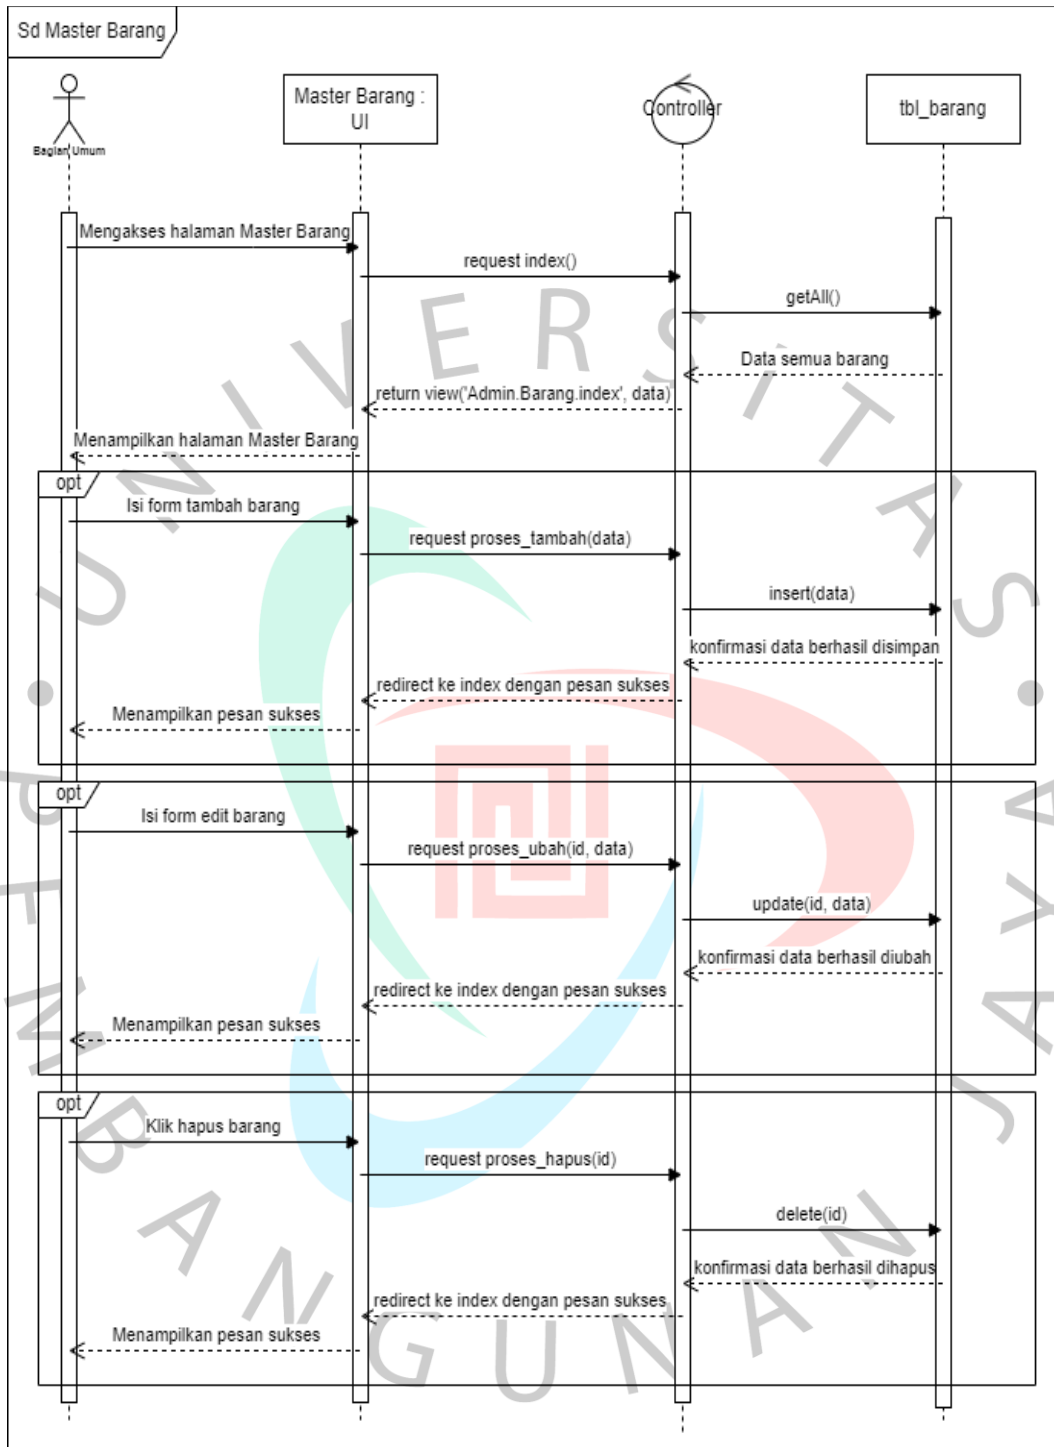 Sd Master Barang
Bagian Umum
Master Barang :
UI
Controller
tbl_barang
Mengakses halaman Master Barang
request index()
getAll()
Data semua barang
return view('Admin.Barang.index', data)
Menampilkan halaman Master Barang
opt
Isi form tambah barang
request proses_tambah(data)
insert(data)
konfirmasi data berhasil disimpan
redirect ke index dengan pesan sukses
Menampilkan pesan sukses
opt
Isi form edit barang
request proses_ubah(id, data)
update(id, data)
konfirmasi data berhasil diubah
redirect ke index dengan pesan sukses
Menampilkan pesan sukses
opt
Klik hapus barang
request proses_hapus(id)
delete(id)
konfirmasi data berhasil dihapus
redirect ke index dengan pesan sukses
Menampilkan pesan sukses
UNIVERSITAS
PEMBANGUNAN
JAYA